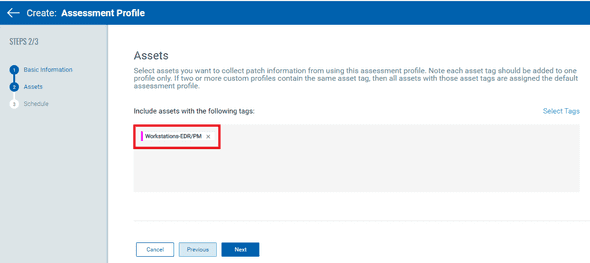 Create: Assessment Profile
STEPS 2/3
1 Basic Information
2 Assets
3 Schedule
Assets
Select assets you want to collect patch information from using this assessment profile. Note each asset tag should be added to one
profile only. If two or more custom profiles contain the same asset tag, then all assets with those asset tags are assigned the default
assessment profile.
Include assets with the following tags:
Select Tags
Workstations-EDR/PM ×
Cancel
Previous
Next